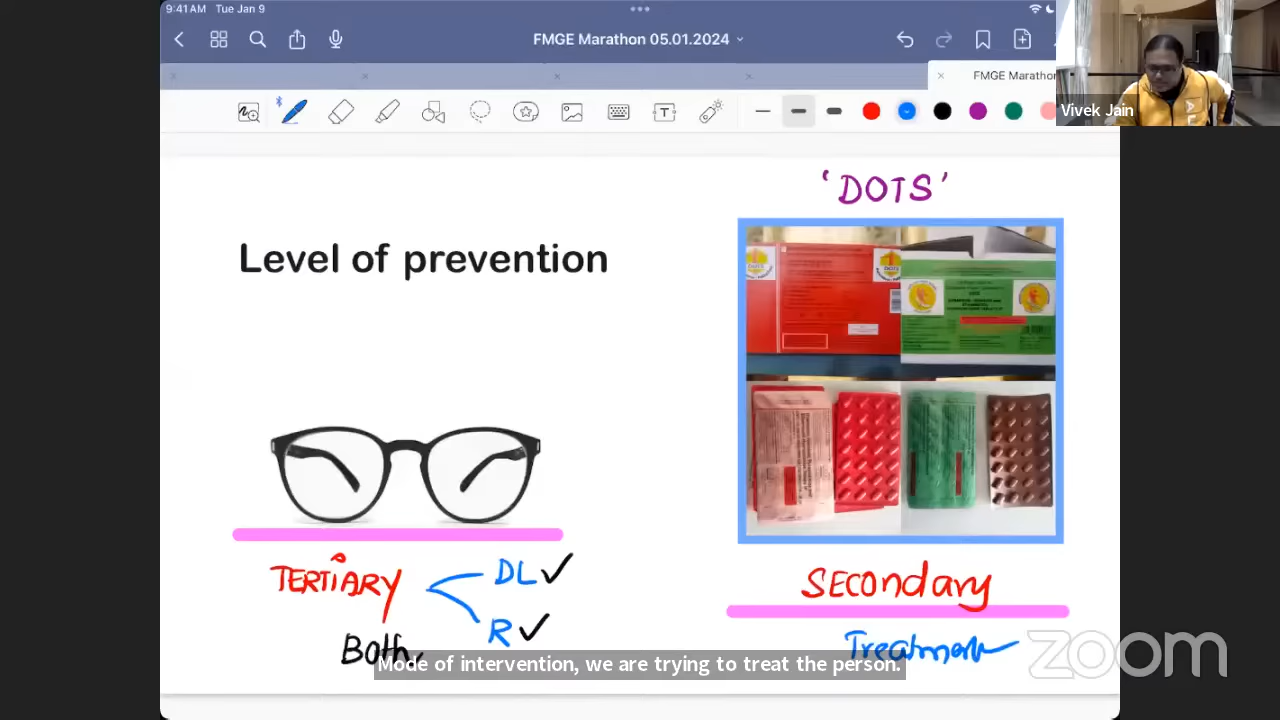 9:41 AM Tue Jan 9
FMGE Marathon 05.01.2024
FMGE Marathon
Vivek Jain
'DOTS'
Level of prevention
TERTIARY
DL ✓
R ✓
Both
SECondary
Treatment
Mode of intervention, we are trying to treat the person.
zoom